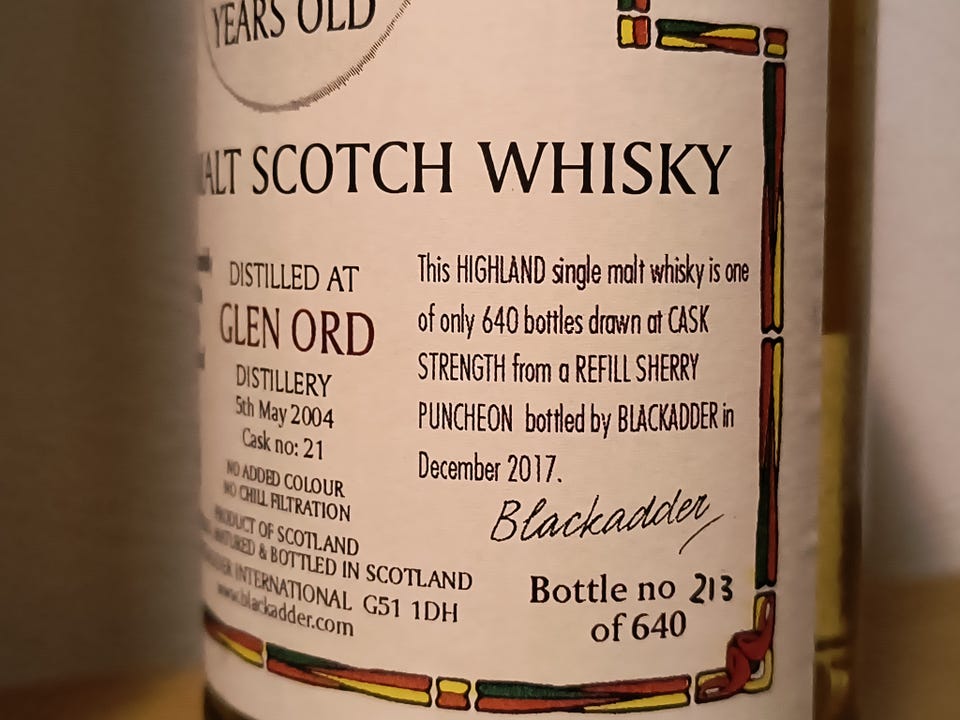 YEARS OLD
MALT SCOTCH WHISKY
DISTILLED AT
GLEN ORD
DISTILLERY
5th May 2004
Cask no: 21
NO ADDED COLOUR
NO CHILL FILTRATION
PRODUCT OF SCOTLAND
MATURED & BOTTLED IN SCOTLAND
INTERNATIONAL G51 1DH
www.blackadder.com
This HIGHLAND single malt whisky is one
of only 640 bottles drawn at CASK
STRENGTH from a REFILL SHERRY
PUNCHEON bottled by BLACKADDER in
December 2017.
Blackadder
Bottle no 213
of 640